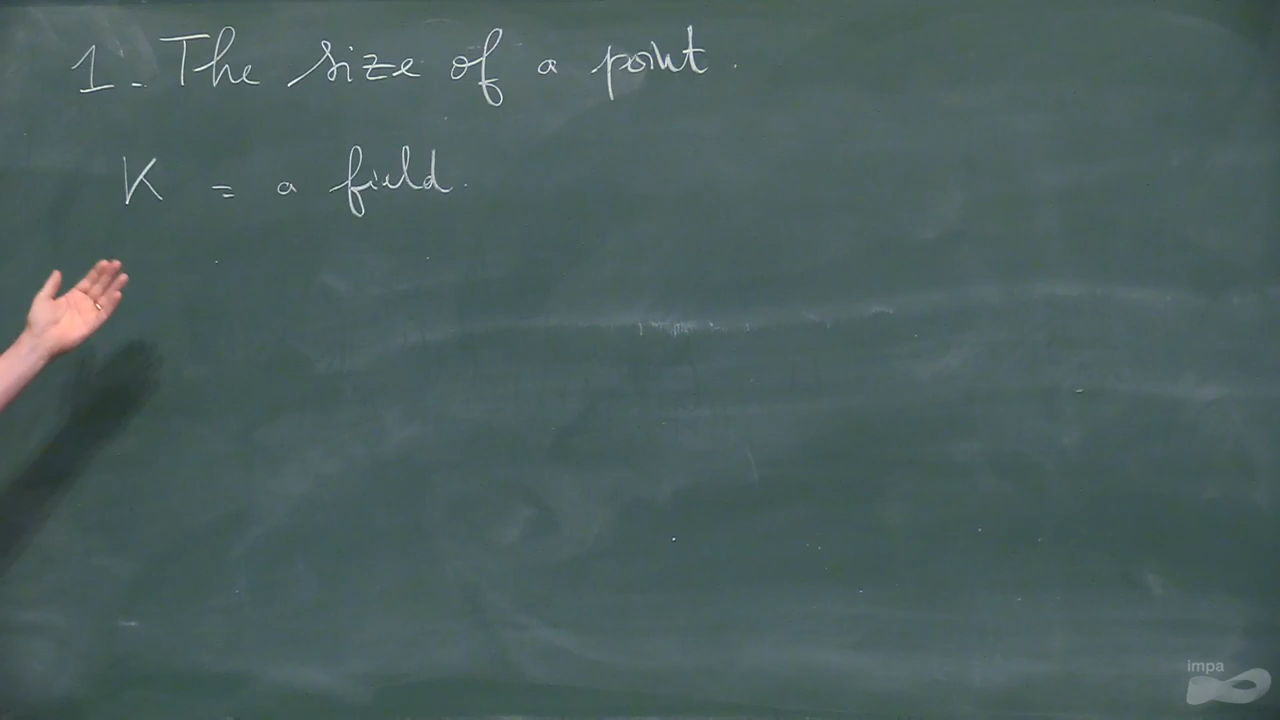 1. The size of a point.
K = a field.
impa